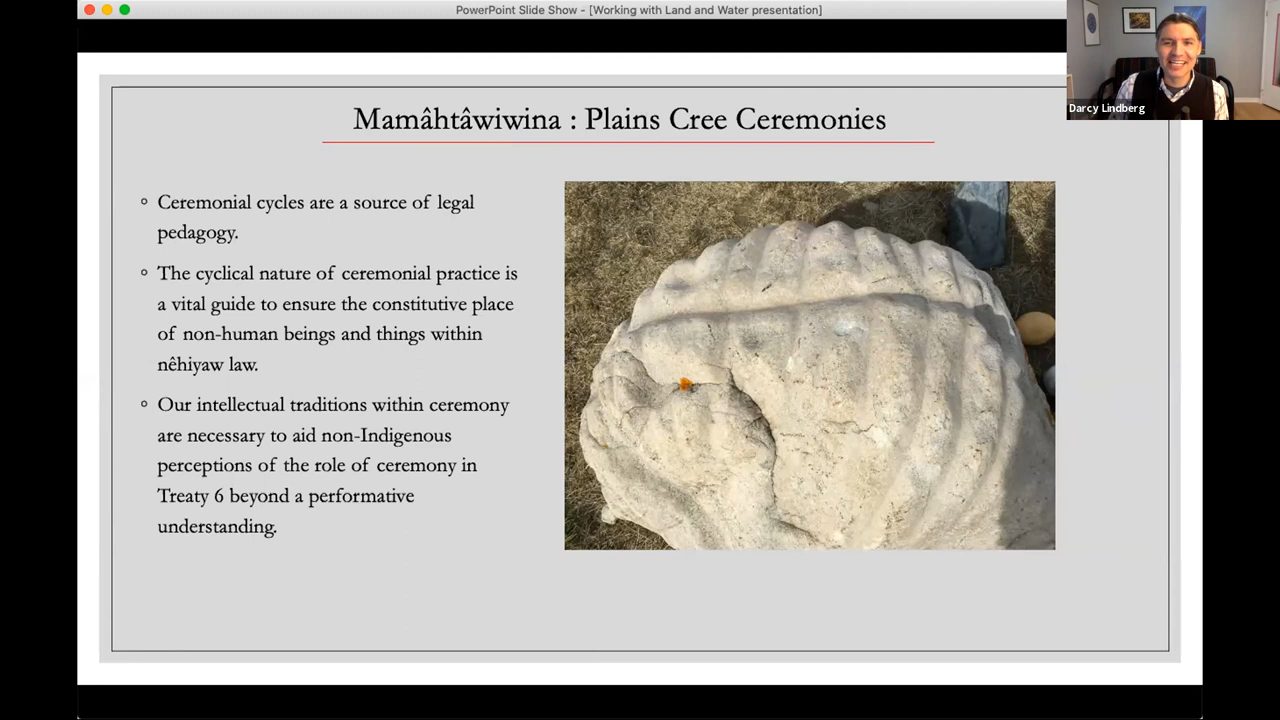 PowerPoint Slide Show - [Working with Land and Water presentation]
Darcy Lindberg
Mamâhtâwiwina : Plains Cree Ceremonies
Ceremonial cycles are a source of legal
pedagogy.
The cyclical nature of ceremonial practice is
a vital guide to ensure the constitutive place
of non-human beings and things within
nêhiyaw law.
Our intellectual traditions within ceremony
are necessary to aid non-Indigenous
perceptions of the role of ceremony in
Treaty 6 beyond a performative
understanding.